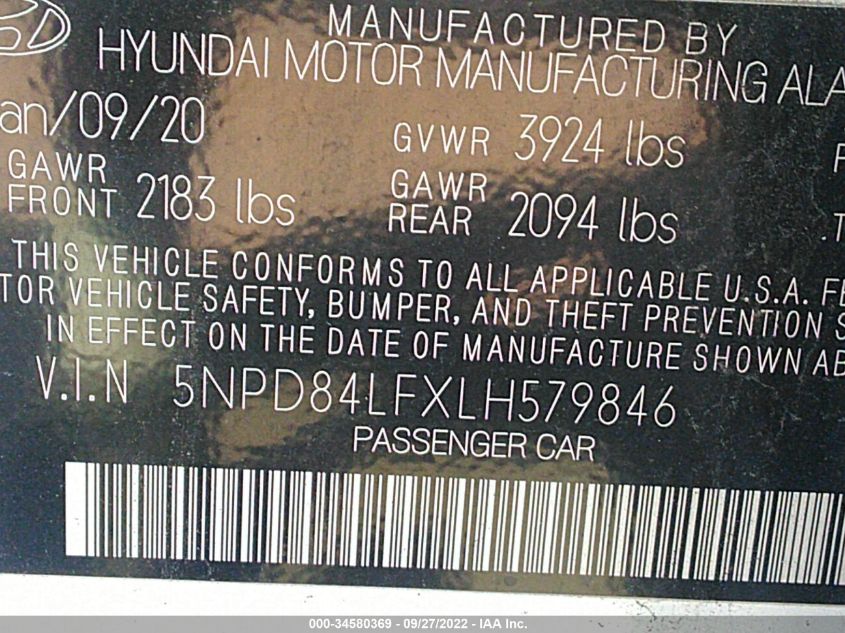 MANUFACTURED BY
HYUNDAI MOTOR MANUFACTURING ALA
an/09/20
GVWR 3924 lbs
GAWR FRONT 2183 lbs
GAWR REAR 2094 lbs
THIS VEHICLE CONFORMS TO ALL APPLICABLE U.S.A. FE
TOR VEHICLE SAFETY, BUMPER, AND THEFT PREVENTION S
IN EFFECT ON THE DATE OF MANUFACTURE SHOWN AB
V.I.N 5NPD84LFXLH579846
PASSENGER CAR
000-34580369 - 09/27/2022 - IAA Inc.